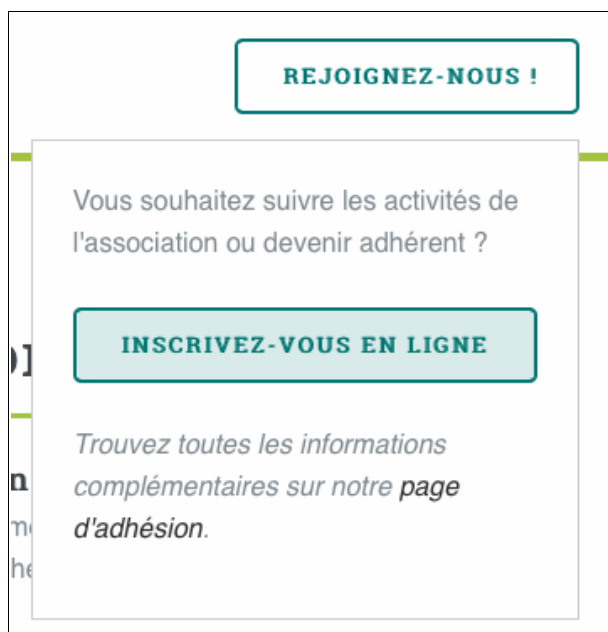 REJOIGNEZ-NOUS !
Vous souhaitez suivre les activités de
l'association ou devenir adhérent ?
INSCRIVEZ-VOUS EN LIGNE
Trouvez toutes les informations
complémentaires sur notre page
d'adhésion.